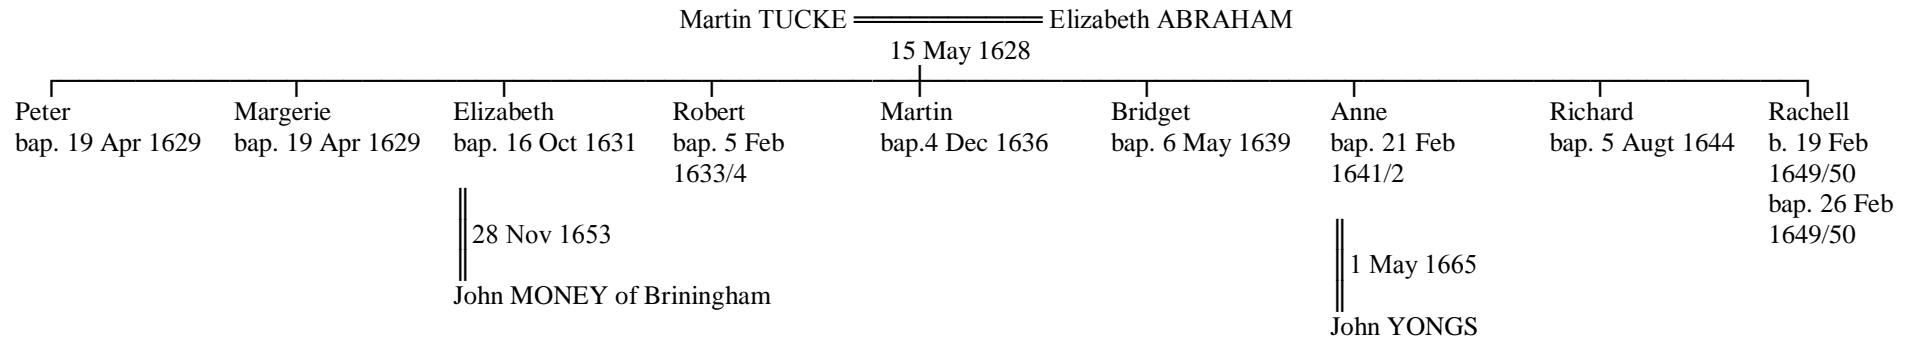 Martin TUCKE Elizabeth ABRAHAM
15 May 1628
Peter
bap. 19 Apr 1629
Margerie
bap. 19 Apr 1629
Elizabeth
bap. 16 Oct 1631
28 Nov 1653
John MONEY of Briningham
Robert
bap. 5 Feb
1633/4
Martin
bap.4 Dec 1636
Bridget
bap. 6 May 1639
Anne
bap. 21 Feb
1641/2
1 May 1665
John YONGS
Richard
bap. 5 Augt 1644
Rachell
b. 19 Feb
1649/50
bap. 26 Feb
1649/50